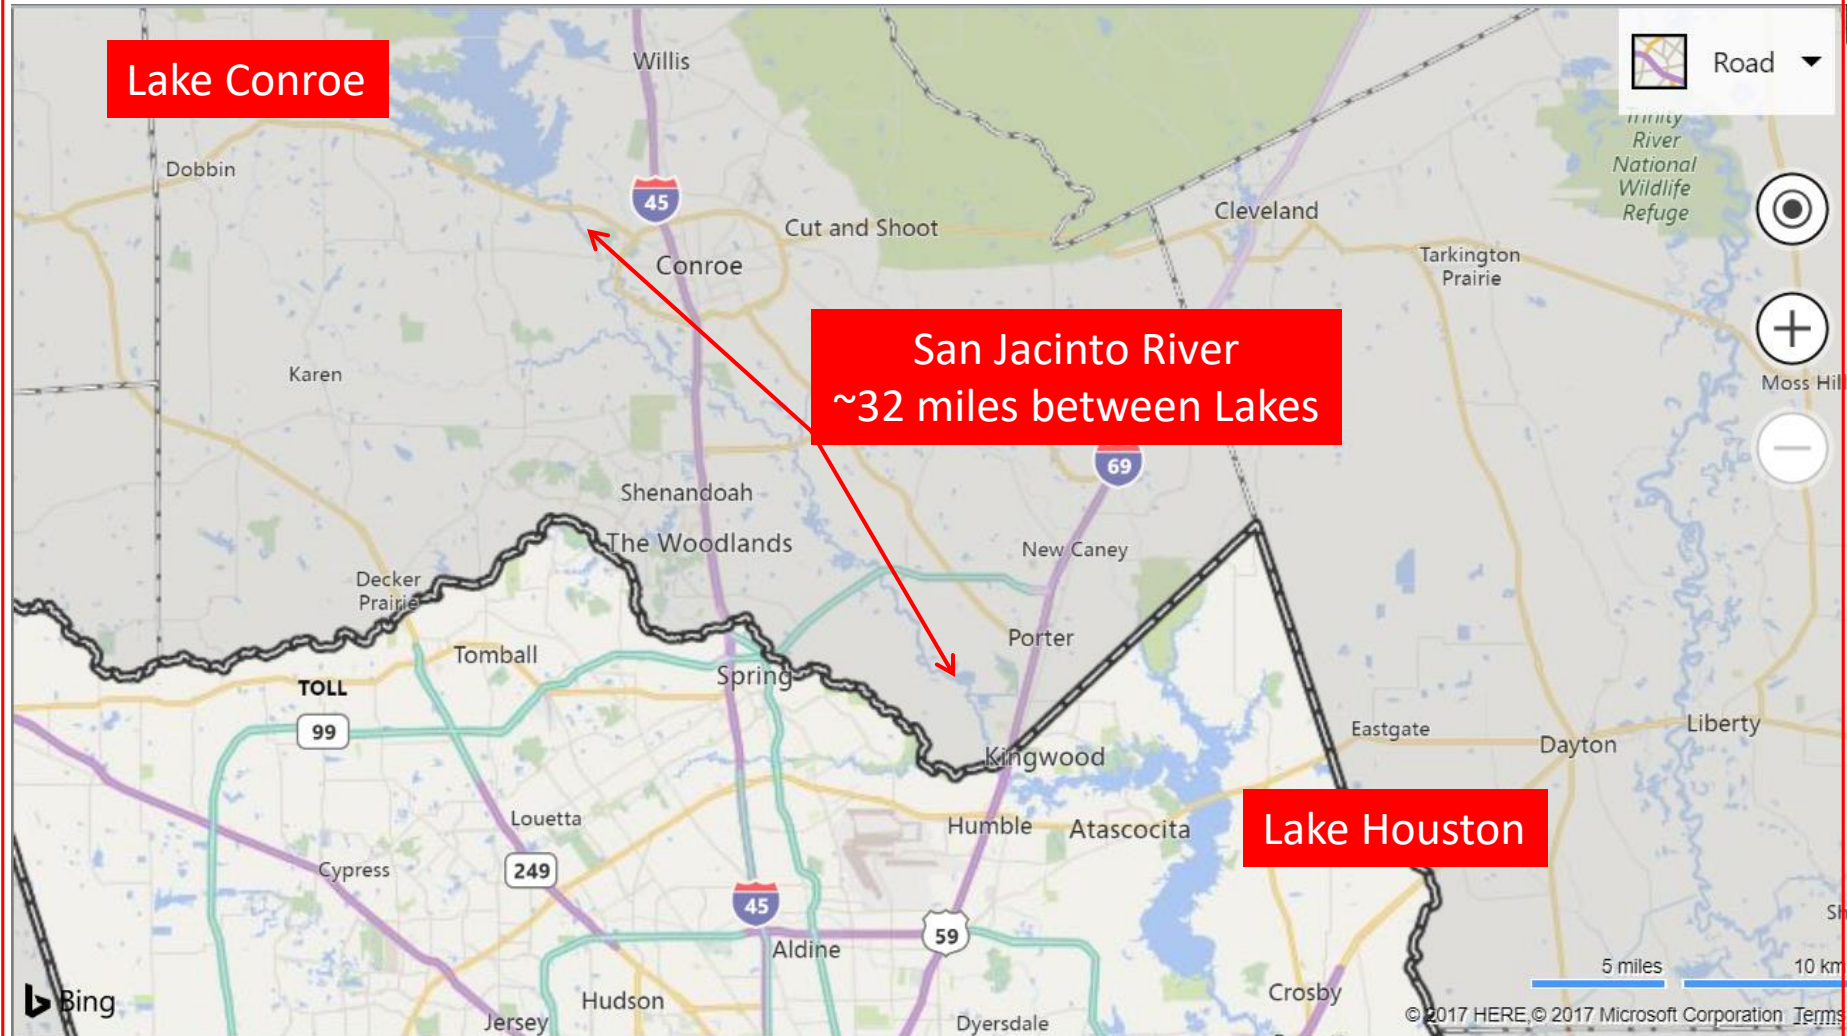 Lake Conroe
Willis
Road
Trinity
River
National
Wildlife
Refuge
Dobbin
45
Cut and Shoot
Cleveland
Conroe
Tarkington
Prairie
San Jacinto River
~32 miles between Lakes
Karen
Moss Hil
69
Shenandoah
The Woodlands
New Caney
Decker
Prairie
Porter
Tomball
Spring
TOLL
99
Kingwood
Eastgate
Dayton
Liberty
Louetta
Humble
Atascocita
Lake Houston
Cypress
249
45
59
Aldine
Sh
5 miles
10 km
Bing
Hudson
Crosby
Jersey
Dyersdale
© 2017 HERE,© 2017 Microsoft Corporation Terms